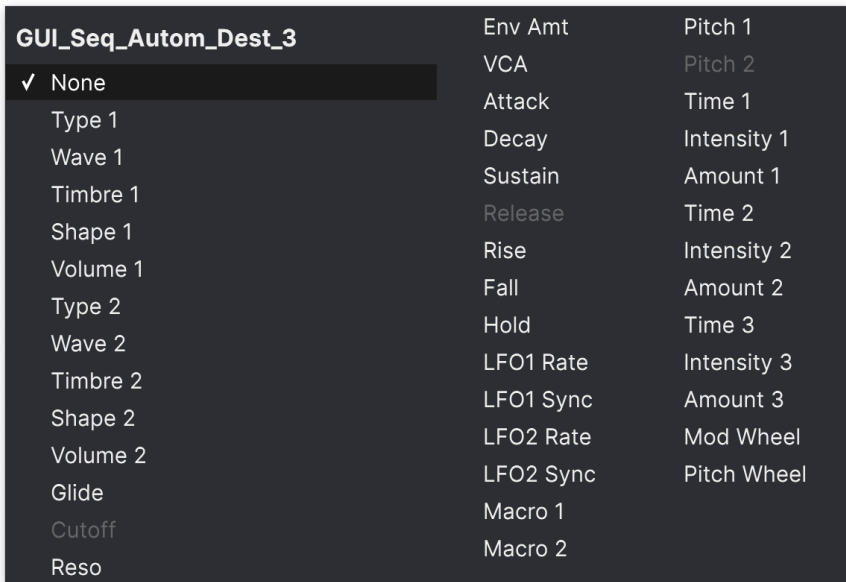 GUI_Seq_Autom_Dest_3
✓ None
Type 1
Wave 1
Timbre 1
Shape 1
Volume 1
Type 2
Wave 2
Timbre 2
Shape 2
Volume 2
Glide
Cutoff
Reso
Env Amt
VCA
Attack
Decay
Sustain
Release
Rise
Fall
Hold
LFO1 Rate
LFO1 Sync
LFO2 Rate
LFO2 Sync
Macro 1
Macro 2
Pitch 1
Pitch 2
Time 1
Intensity 1
Amount 1
Time 2
Intensity 2
Amount 2
Time 3
Intensity 3
Amount 3
Mod Wheel
Pitch Wheel